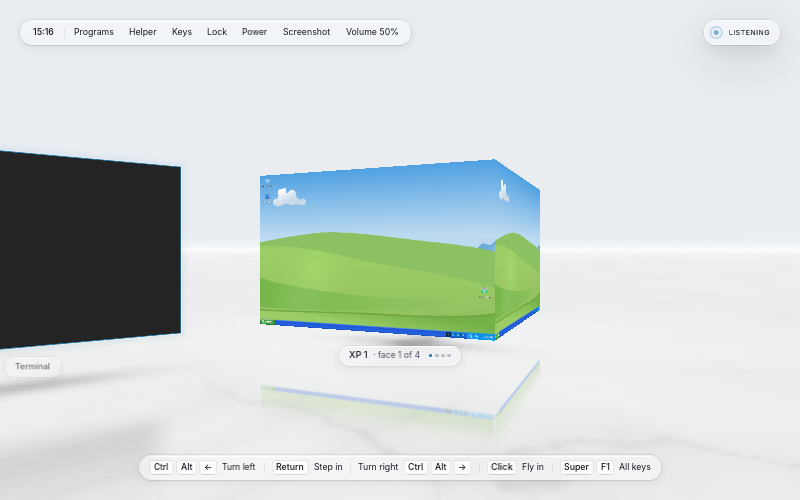 15:16 Programs Helper Keys Lock Power Screenshot Volume 50%
LISTENING
XP 1 · face 1 of 4
Terminal
Ctrl Alt ← Turn left Return Step in Turn right Ctrl Alt → Click Fly in Super F1 All keys